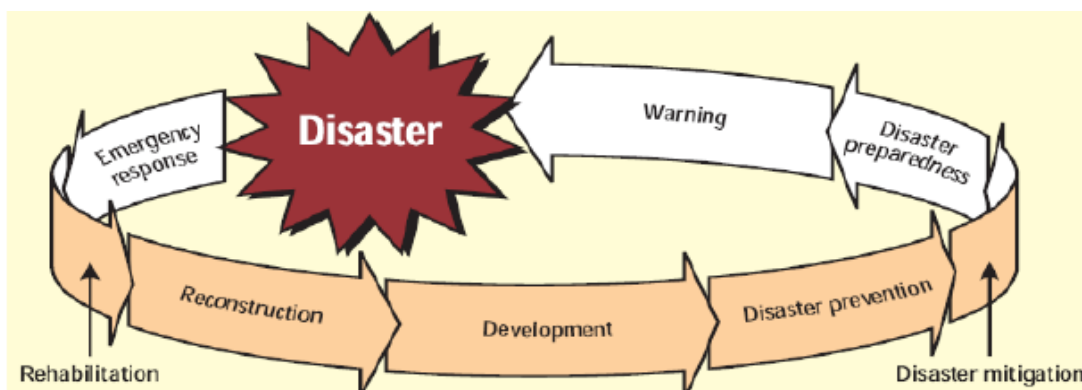 Disaster
Warning
Disaster
preparedness
Emergency
response
Reconstruction
Development
Disaster prevention
Rehabilitation
Disaster mitigation